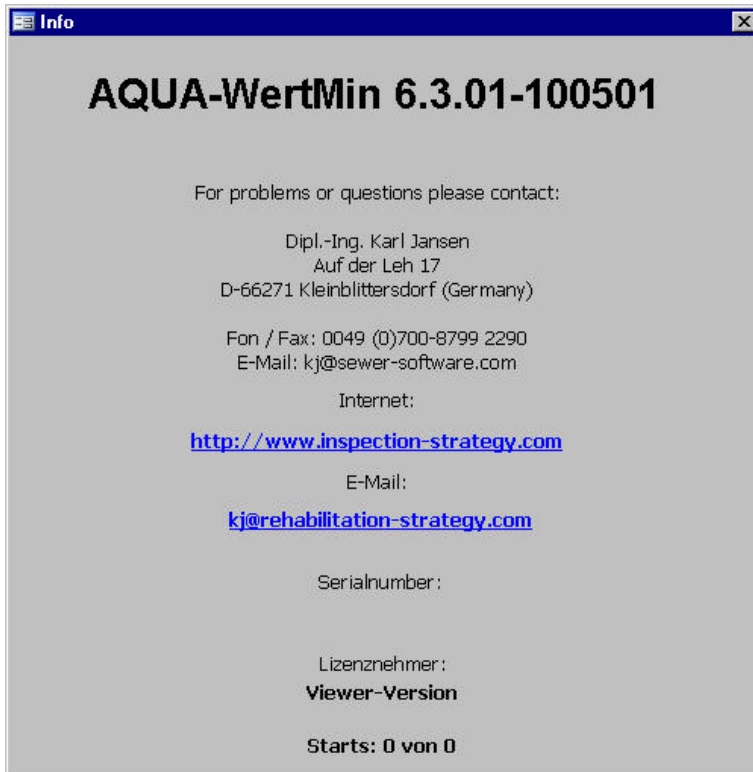 Info
AQUA-WertMin 6.3.01-100501
For problems or questions please contact:
Dipl.-Ing. Karl Jansen
Auf der Leh 17
D-66271 Kleinblittersdorf (Germany)
Fon / Fax: 0049 (0)700-8799 2290
E-Mail: kj@sewer-software.com
Internet:
http://www.inspection-strategy.com
E-Mail:
kj@rehabilitation-strategy.com
Serialnumber:
Lizenznehmer:
Viewer-Version
Starts: 0 von 0